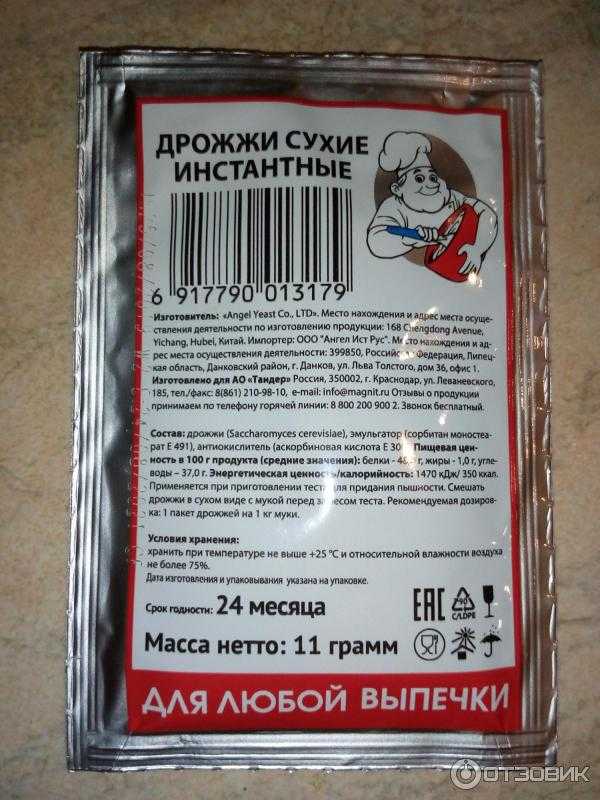 ДРОЖЖИ СУХИЕ
ИНСТАНТНЫЕ
6 917790 013179
Изготовитель: «Angel Yeast Co., LTD». Место нахождения и адрес места осуще-
ствления деятельности по изготовлению продукции: 168 Chengdong Avenue,
Yichang, Hubei, Китай. Импортер: ООО "Ангел Ист Рус". Место нахождения и ад-
рес места осуществления деятельности: 399850, Российская Федерация, Липец-
кая область, Данковский район, г. Данков, ул. Льва Толстого, дом 36, офис 1.
Изготовлено для АО «Тандер» Россия, 350002, г. Краснодар, ул. Леваневского,
185, тел./факс: 8(861) 210-98-10, e-mail: info@magnit.ru Отзывы о продукции
принимаем по телефону горячей линии: 8 800 200 900 2. Звонок бесплатный.
Состав: дрожжи (Saccharomyces cerevisiae), эмульгатор (сорбитан моностеа-
рат Е 491), антиокислитель (аскорбиновая кислота Е Пищевая цен-
ность в 100 г продукта (средние значения): белки - г, жиры - 1,0 г, угле-
воды – 37,0 г. Энергетическая ценность/калорийность: 1470 кДж/ 350 ккал.
Применяется при приготовлении теста для придания пышности. Смешать
дрожжи в сухом виде с мукой перед замесом теста. Рекомендуемая дозиров-
ка: 1 пакет дрожжей на 1 кг муки.
Условия хранения:
хранить при температуре не выше +25 °С и относительной влажности воздуха
не более 75%.
Дата изготовления и упаковывания указана на упаковке.
Срок годности: 24 месяца
Масса нетто: 11 грамм
EAC
90
C/LDPE
ДЛЯ ЛЮБОЙ ВЫПЕЧКИ
ОТЗОВИК